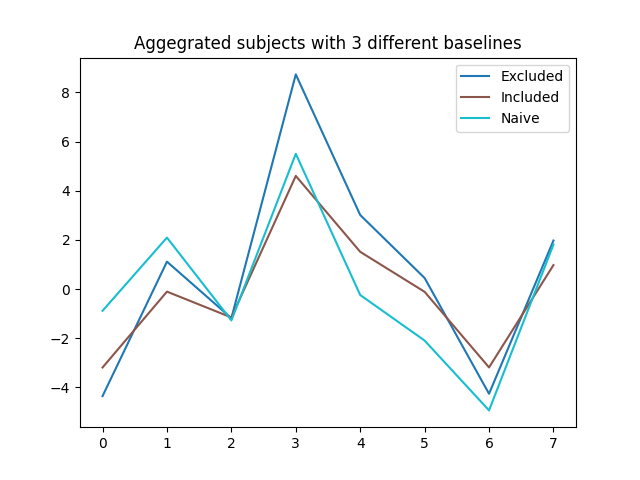 Aggegrated subjects with 3 different baselines
Excluded
Included
Naive
8
6
4
2
0
−2
−4
0 1 2 3 4 5 6 7